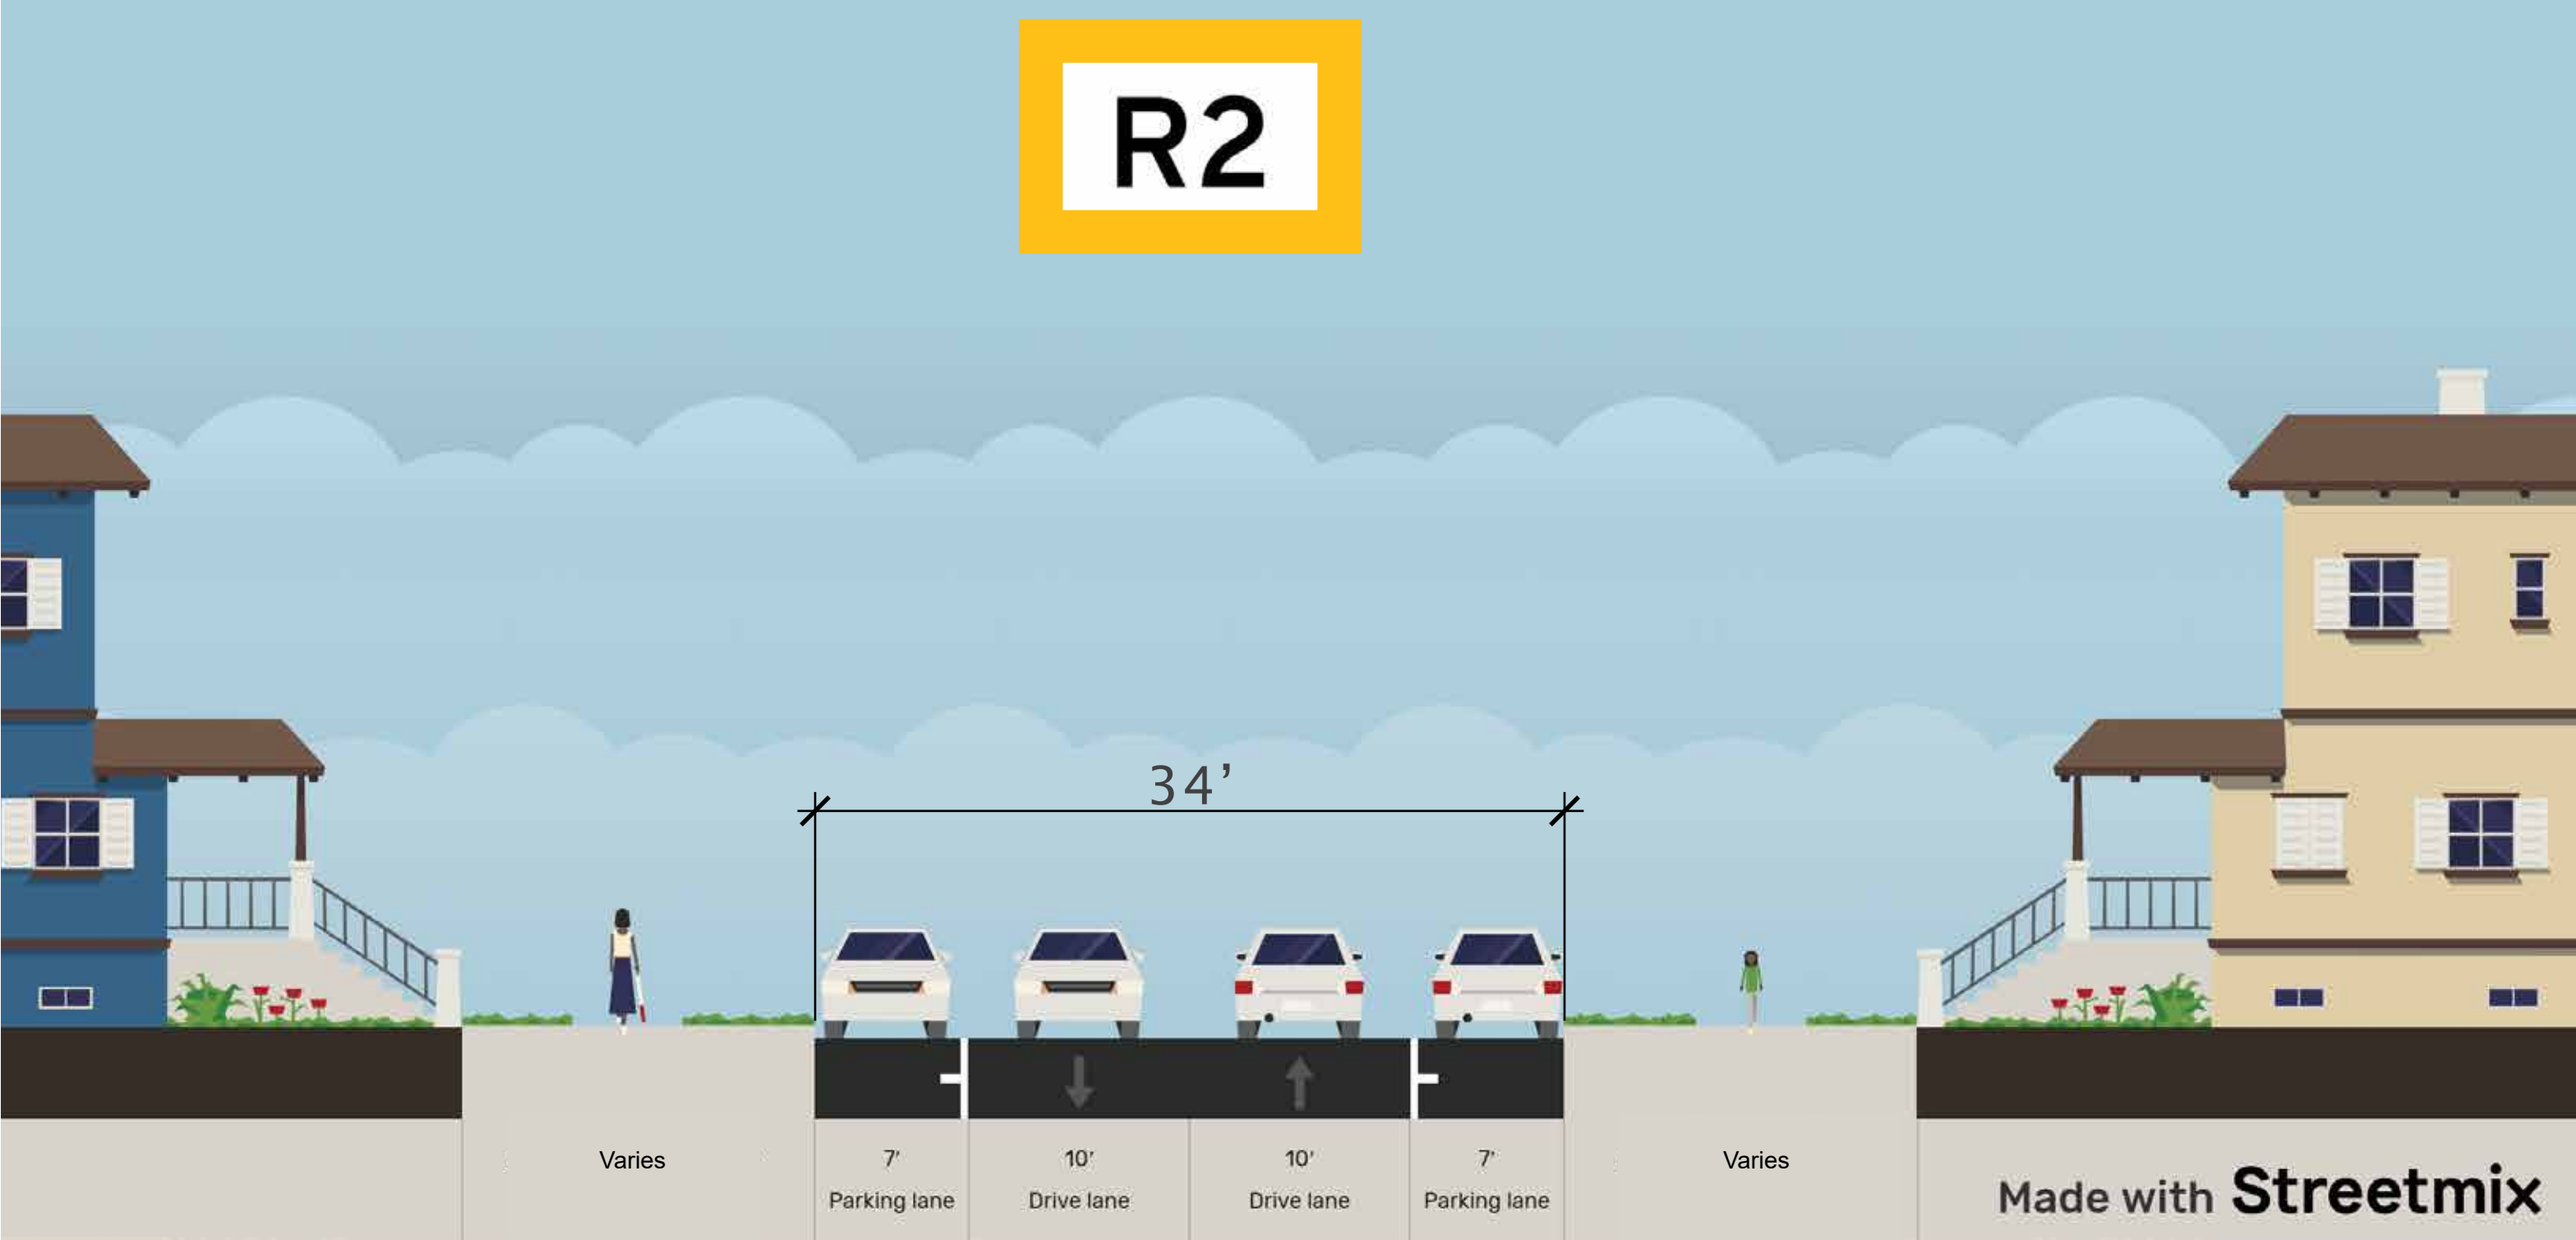 R2
34’
Varies
7' 10' 10' 7'
Parking lane Drive lane Drive lane Parking lane
Varies
Made with Streetmix